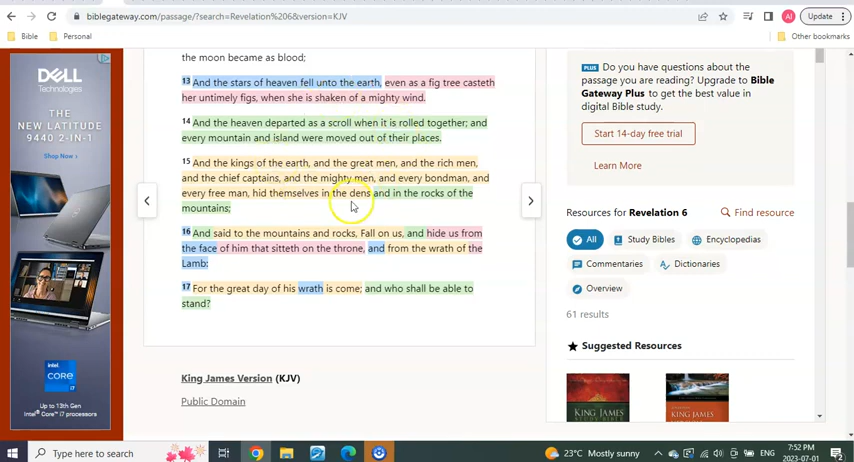 biblegateway.com/passage/?search=Revelation%206&version=KJV
AI
Update
Bible
Personal
Other bookmarks
the moon became as blood;
13 And the stars of heaven fell unto the earth, even as a fig tree casteth
her untimely figs, when she is shaken of a mighty wind.
14 And the heaven departed as a scroll when it is rolled together; and
every mountain and island were moved out of their places.
15 And the kings of the earth, and the great men, and the rich men,
and the chief captains, and the mighty men, and every bondman, and
every free man, hid themselves in the dens and in the rocks of the
mountains;
16 And said to the mountains and rocks, Fall on us, and hide us from
the face of him that sitteth on the throne, and from the wrath of the
Lamb:
17 For the great day of his wrath is come; and who shall be able to
stand?
King James Version (KJV)
Public Domain
DELL
Technologies
THE
NEW LATITUDE
9440 2-IN-1
Shop Now >
intel.
CORE
i7
Up to 13th Gen
Intel® Core™ i7 processors
PLUS Do you have questions about the
passage you are reading? Upgrade to Bible
Gateway Plus to get the best value in
digital Bible study.
Start 14-day free trial
Learn More
Resources for Revelation 6
Find resource
All
Study Bibles
Encyclopedias
Commentaries
Dictionaries
Overview
61 results
Suggested Resources
KING JAMES
KING JAMES
Type here to search
23°C Mostly sunny
ENG
7:52 PM
2023-07-01
2